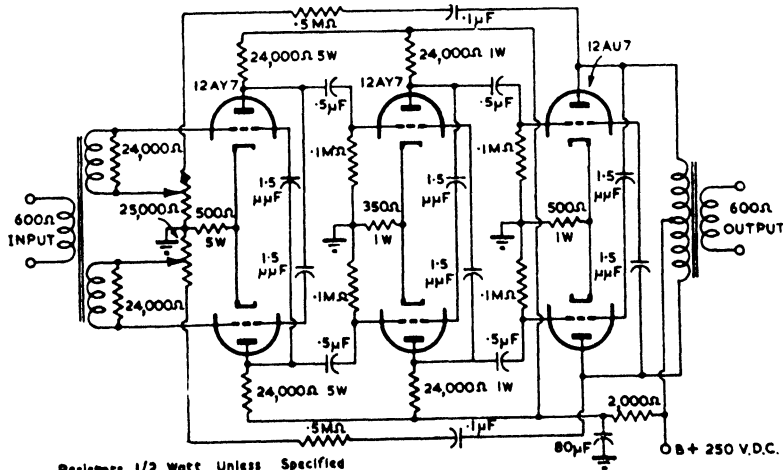 .5MΩ
.1μF
24,000Ω 5W
24,000Ω 1W
12AU7
12AY7
12AY7
.5μF
.5μF
24,000Ω
.1MΩ
.1MΩ
1·5 μμF
1·5 μμF
1·5 μμF
600Ω INPUT
25,000Ω
500Ω 5W
350Ω 1W
500Ω 1W
600Ω OUTPUT
1·5 μμF
1·5 μμF
1·5 μμF
24,000Ω
.1MΩ
.1MΩ
.5μF
.5μF
24,000Ω 5W
24,000Ω 1W
2,000Ω
.5MΩ
.1μF
80μF
B+ 250 V.D.C.
Resistors 1/2 Watt Unless Specified